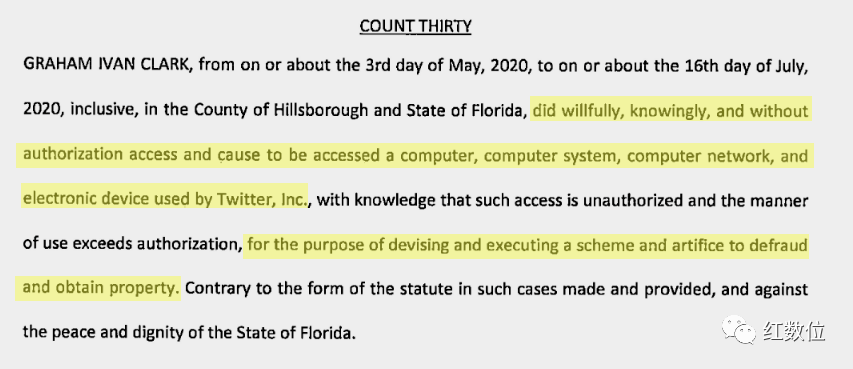 COUNT THIRTY
GRAHAM IVAN CLARK, from on or about the 3rd day of May, 2020, to on or about the 16th day of July,
2020, inclusive, in the County of Hillsborough and State of Florida, did willfully, knowingly, and without
authorization access and cause to be accessed a computer, computer system, computer network, and
electronic device used by Twitter, Inc., with knowledge that such access is unauthorized and the manner
of use exceeds authorization, for the purpose of devising and executing a scheme and artifice to defraud
and obtain property. Contrary to the form of the statute in such cases made and provided, and against
the peace and dignity of the State of Florida.
红数位